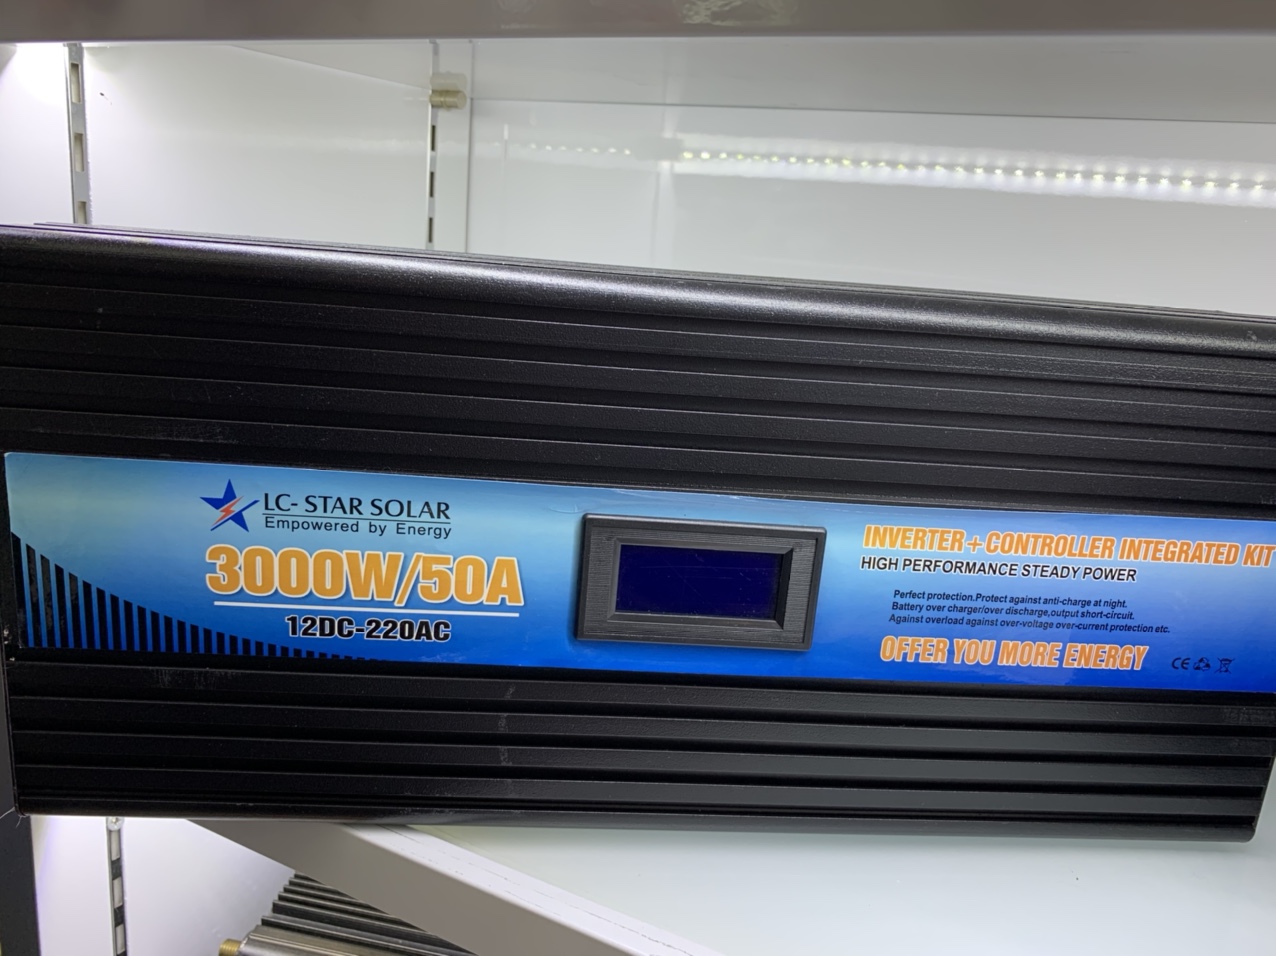 LC-STAR SOLAR
Empowered by Energy
3000W/50A
12DC-220AC
INVERTER+CONTROLLER INTEGRATED KIT
HIGH PERFORMANCE STEADY POWER
Perfect protection.Protect against anti-charge at night.
Battery over charger/over discharge,output short-circuit.
Against overload against over-voltage over-current protection etc.
OFFER YOU MORE ENERGY
CE